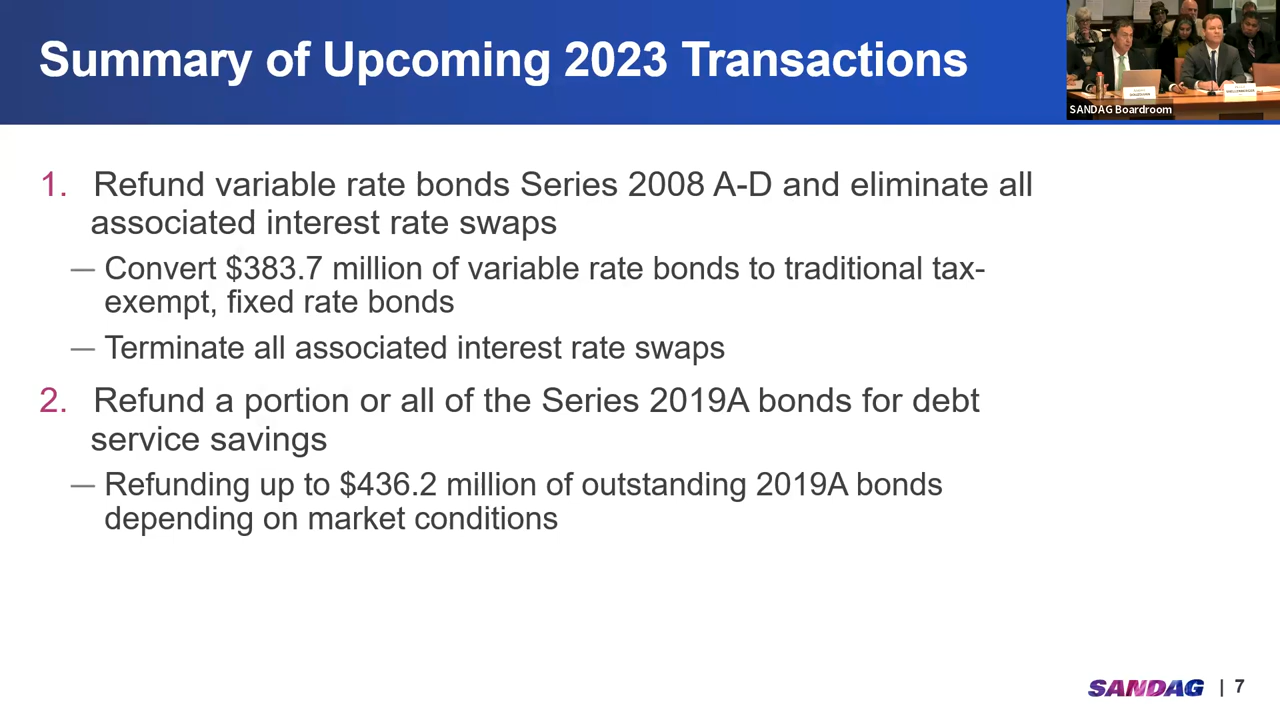 Summary of Upcoming 2023 Transactions
SANDAG Boardroom
1. Refund variable rate bonds Series 2008 A-D and eliminate all
associated interest rate swaps
— Convert $383.7 million of variable rate bonds to traditional tax-
exempt, fixed rate bonds
— Terminate all associated interest rate swaps
2. Refund a portion or all of the Series 2019A bonds for debt
service savings
— Refunding up to $436.2 million of outstanding 2019A bonds
depending on market conditions
SANDAG | 7